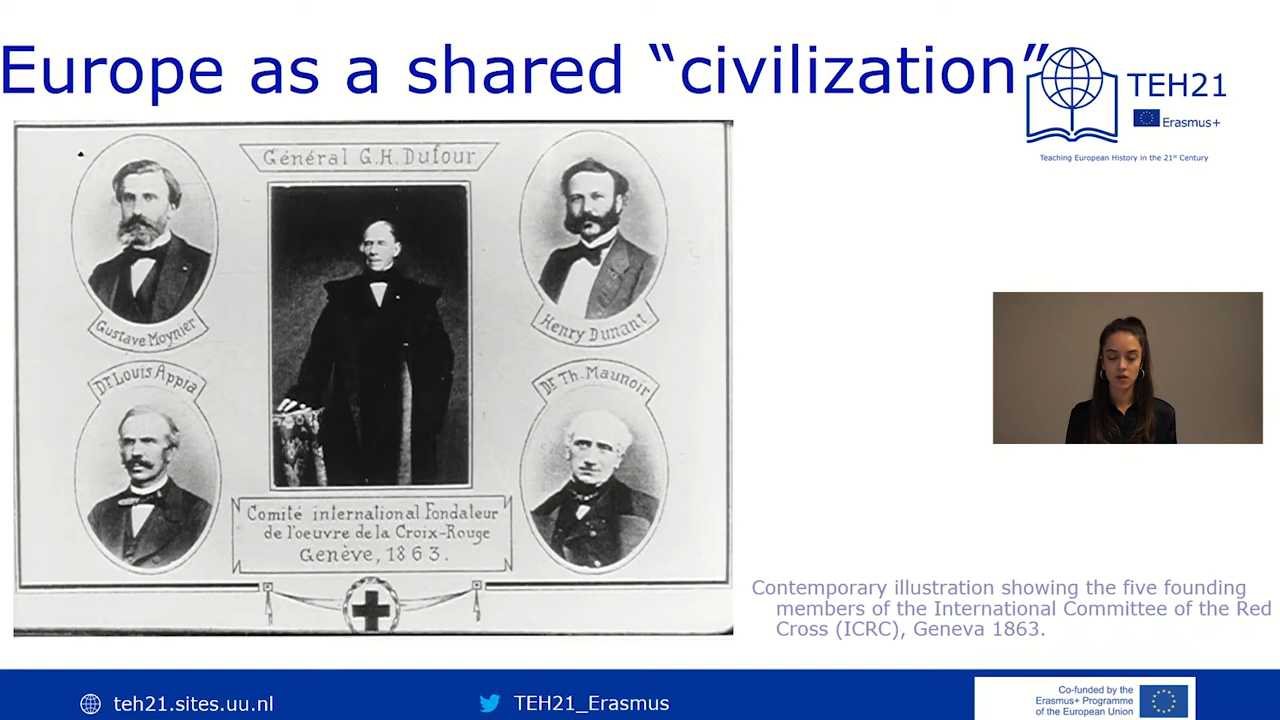 Europe as a shared “civilization”
TEH21
Erasmus+
Teaching European History in the 21st Century
Général G.H. Dufour
Gustave Moynier
Henry Dunant
Dr Louis Appia
Dr Th. Maunoir
Comité international Fondateur
de l'oeuvre de la Croix-Rouge
Genève, 1863.
Contemporary illustration showing the five founding
members of the International Committee of the Red
Cross (ICRC), Geneva 1863.
teh21.sites.uu.nl
TEH21_Erasmus
Co-funded by the
Erasmus+ Programme
of the European Union